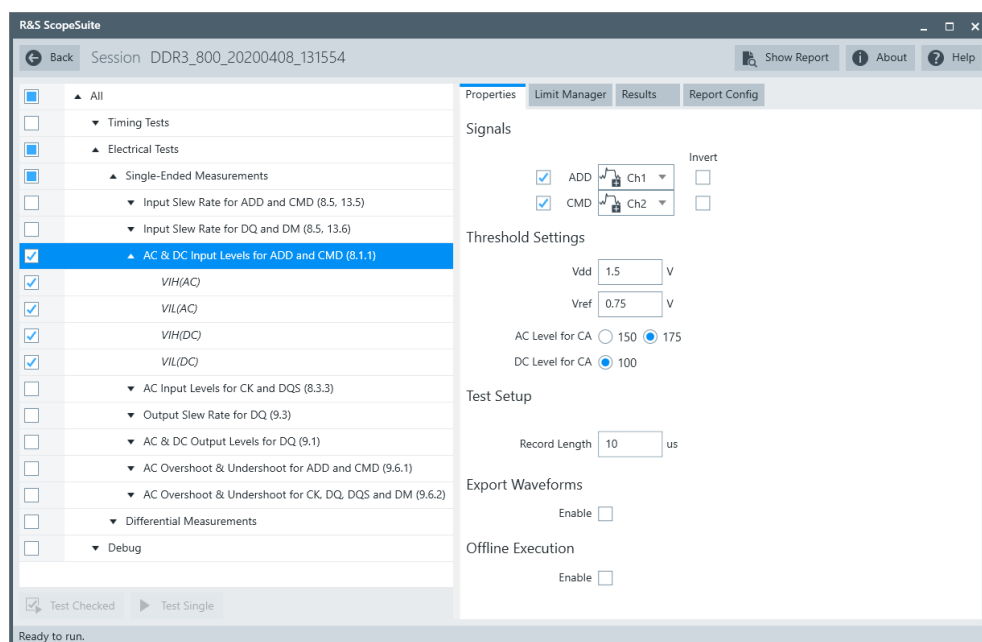 R&S ScopeSuite
Back Session DDR3_800_20200408_131554 Show Report About Help
All
Timing Tests
Electrical Tests
Single-Ended Measurements
Input Slew Rate for ADD and CMD (8.5, 13.5)
Input Slew Rate for DQ and DM (8.5, 13.6)
AC & DC Input Levels for ADD and CMD (8.1.1)
VIH(AC)
VIL(AC)
VIH(DC)
VIL(DC)
AC Input Levels for CK and DQS (8.3.3)
Output Slew Rate for DQ (9.3)
AC & DC Output Levels for DQ (9.1)
AC Overshoot & Undershoot for ADD and CMD (9.6.1)
AC Overshoot & Undershoot for CK, DQ, DQS and DM (9.6.2)
Differential Measurements
Debug
Test Checked Test Single
Properties Limit Manager Results Report Config
Signals
Invert
ADD Ch1
CMD Ch2
Threshold Settings
Vdd 1.5 V
Vref 0.75 V
AC Level for CA 150 175
DC Level for CA 100
Test Setup
Record Length 10 us
Export Waveforms
Enable
Offline Execution
Enable
Ready to run.